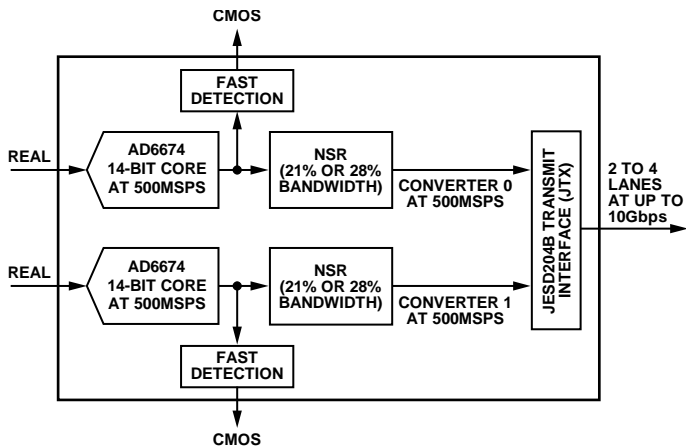 CMOS
FAST
DETECTION
REAL
AD6674
14-BIT CORE
AT 500MSPS
NSR
(21% OR 28%
BANDWIDTH)
CONVERTER 0
AT 500MSPS
JESD204B TRANSMIT
INTERFACE (JTX)
2 TO 4
LANES
AT UP TO
10Gbps
REAL
AD6674
14-BIT CORE
AT 500MSPS
NSR
(21% OR 28%
BANDWIDTH)
CONVERTER 1
AT 500MSPS
FAST
DETECTION
CMOS